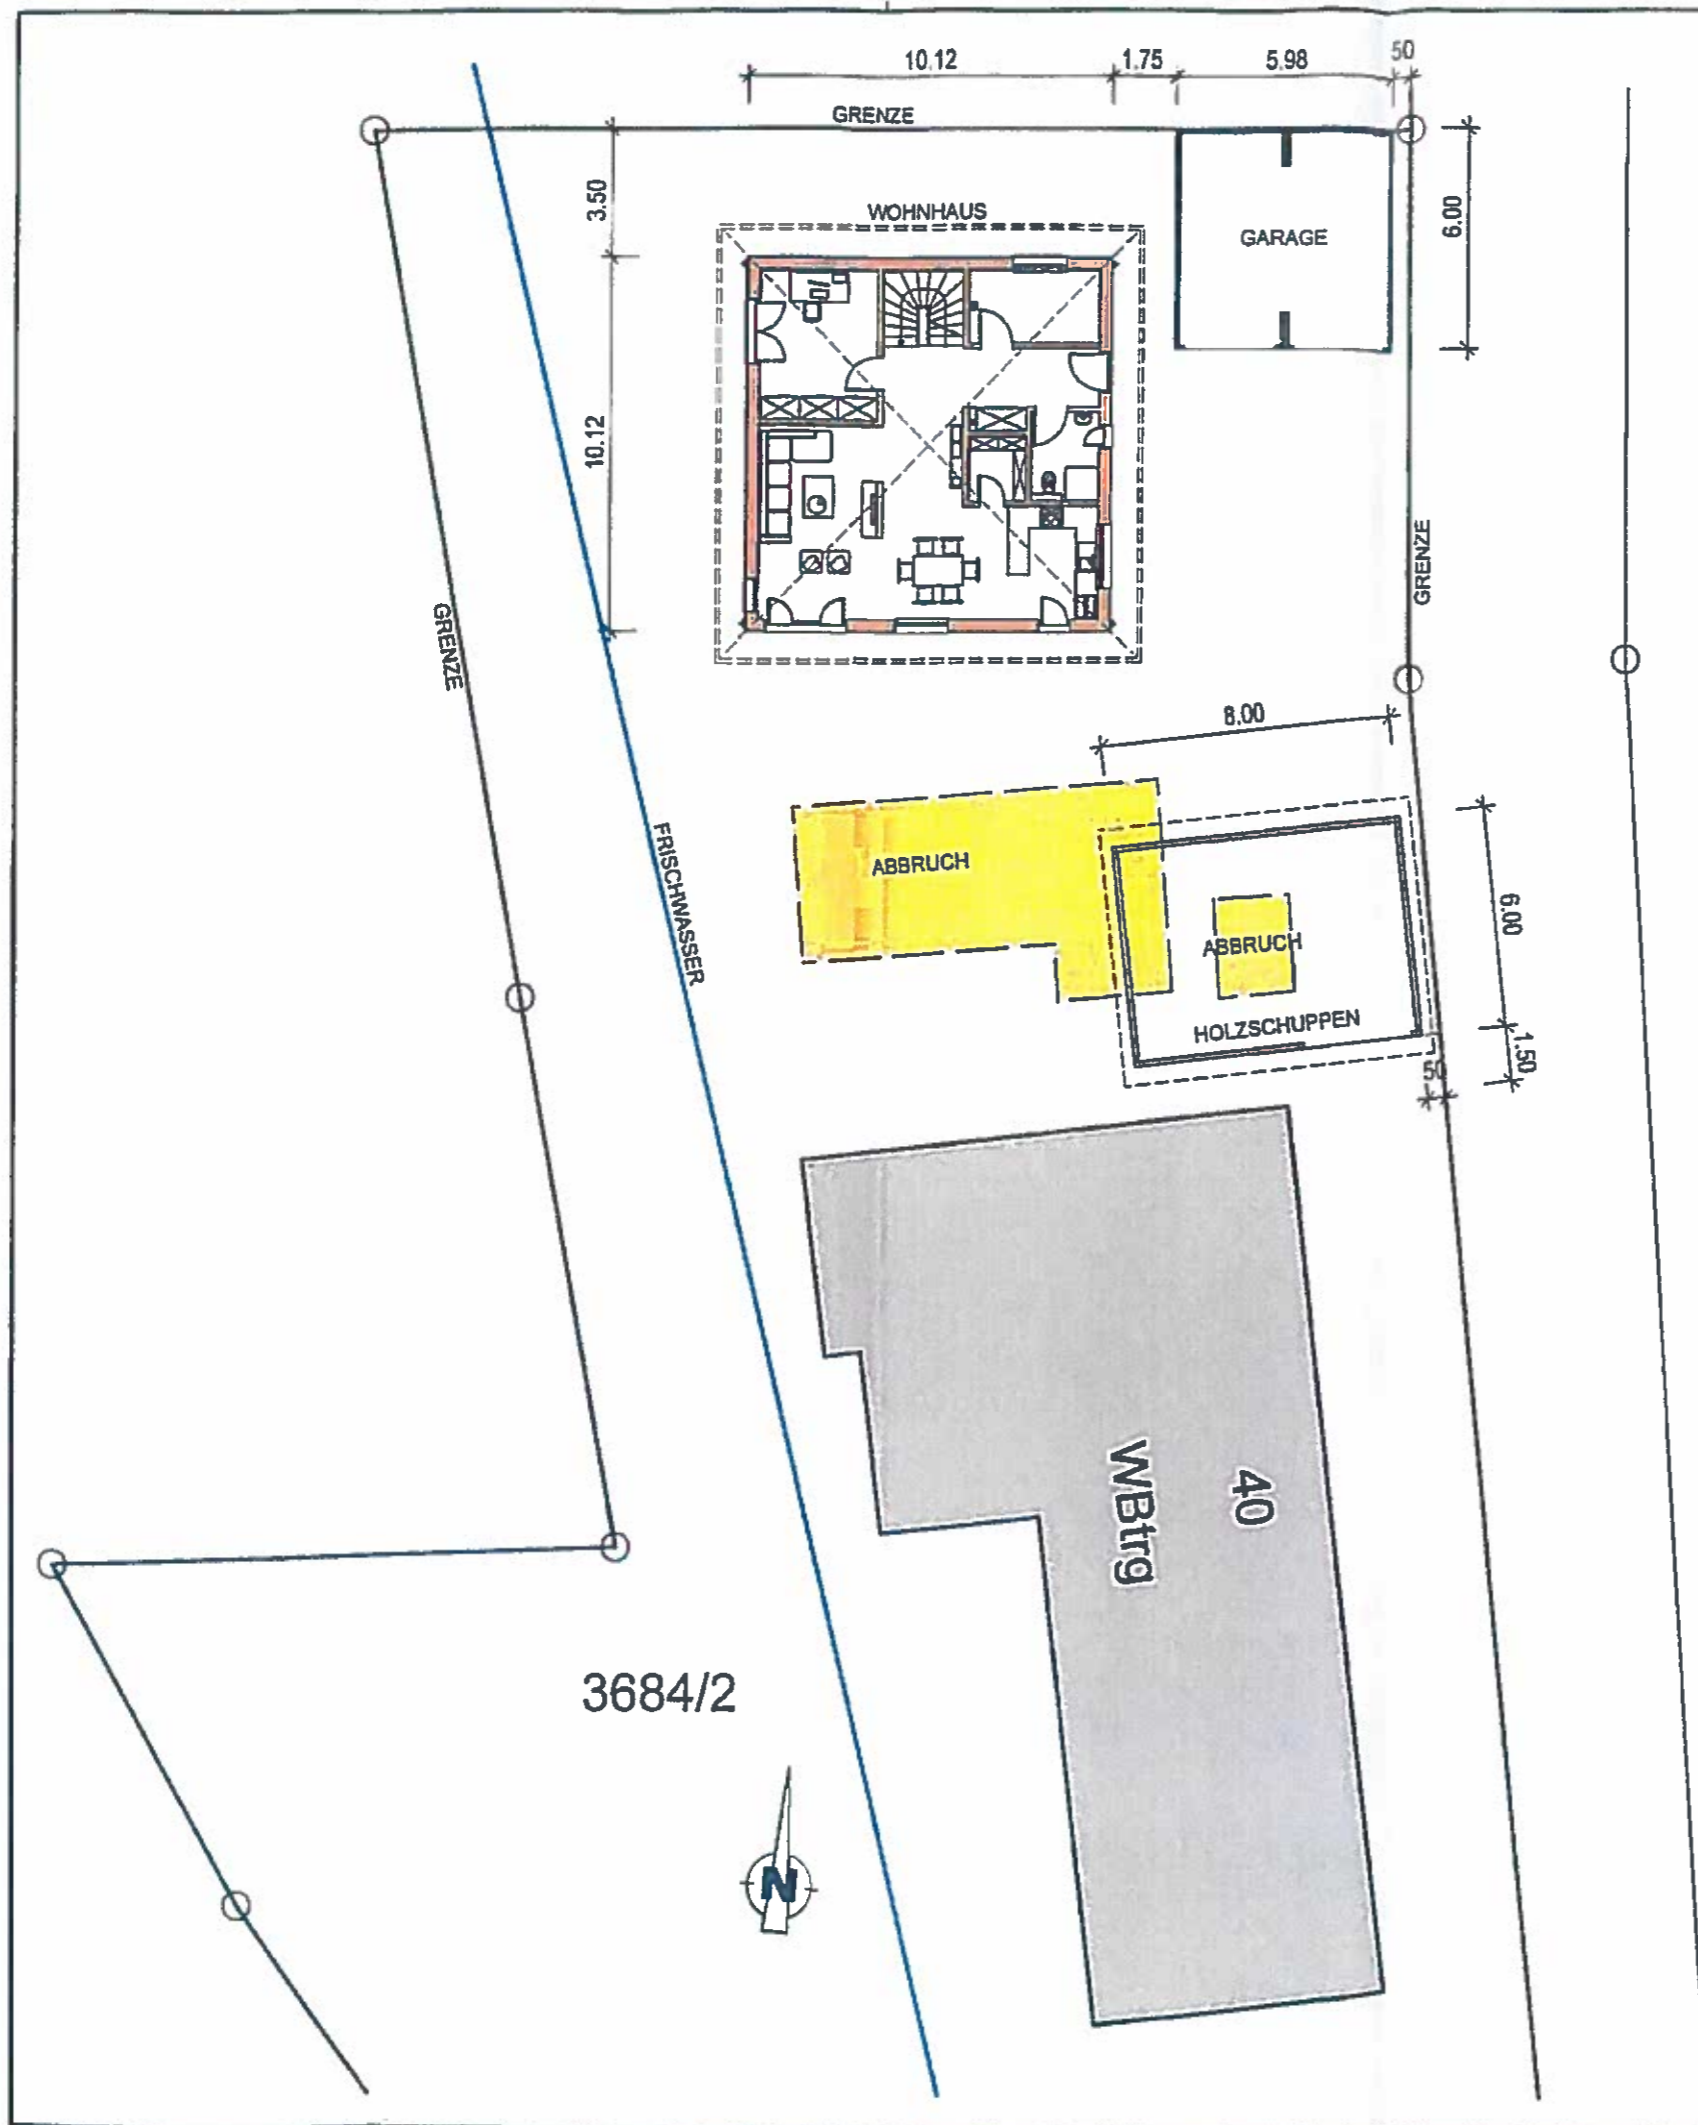 10.12
1.75
5.98
50
GRENZE
3.50
WOHNHAUS
GARAGE
6.00
10.12
GRENZE
GRENZE
8.00
FRISCHWASSER
ABBRUCH
ABBRUCH
6.00
HOLZSCHUPPEN
1.50
50
40
WBtrg
3684/2
N